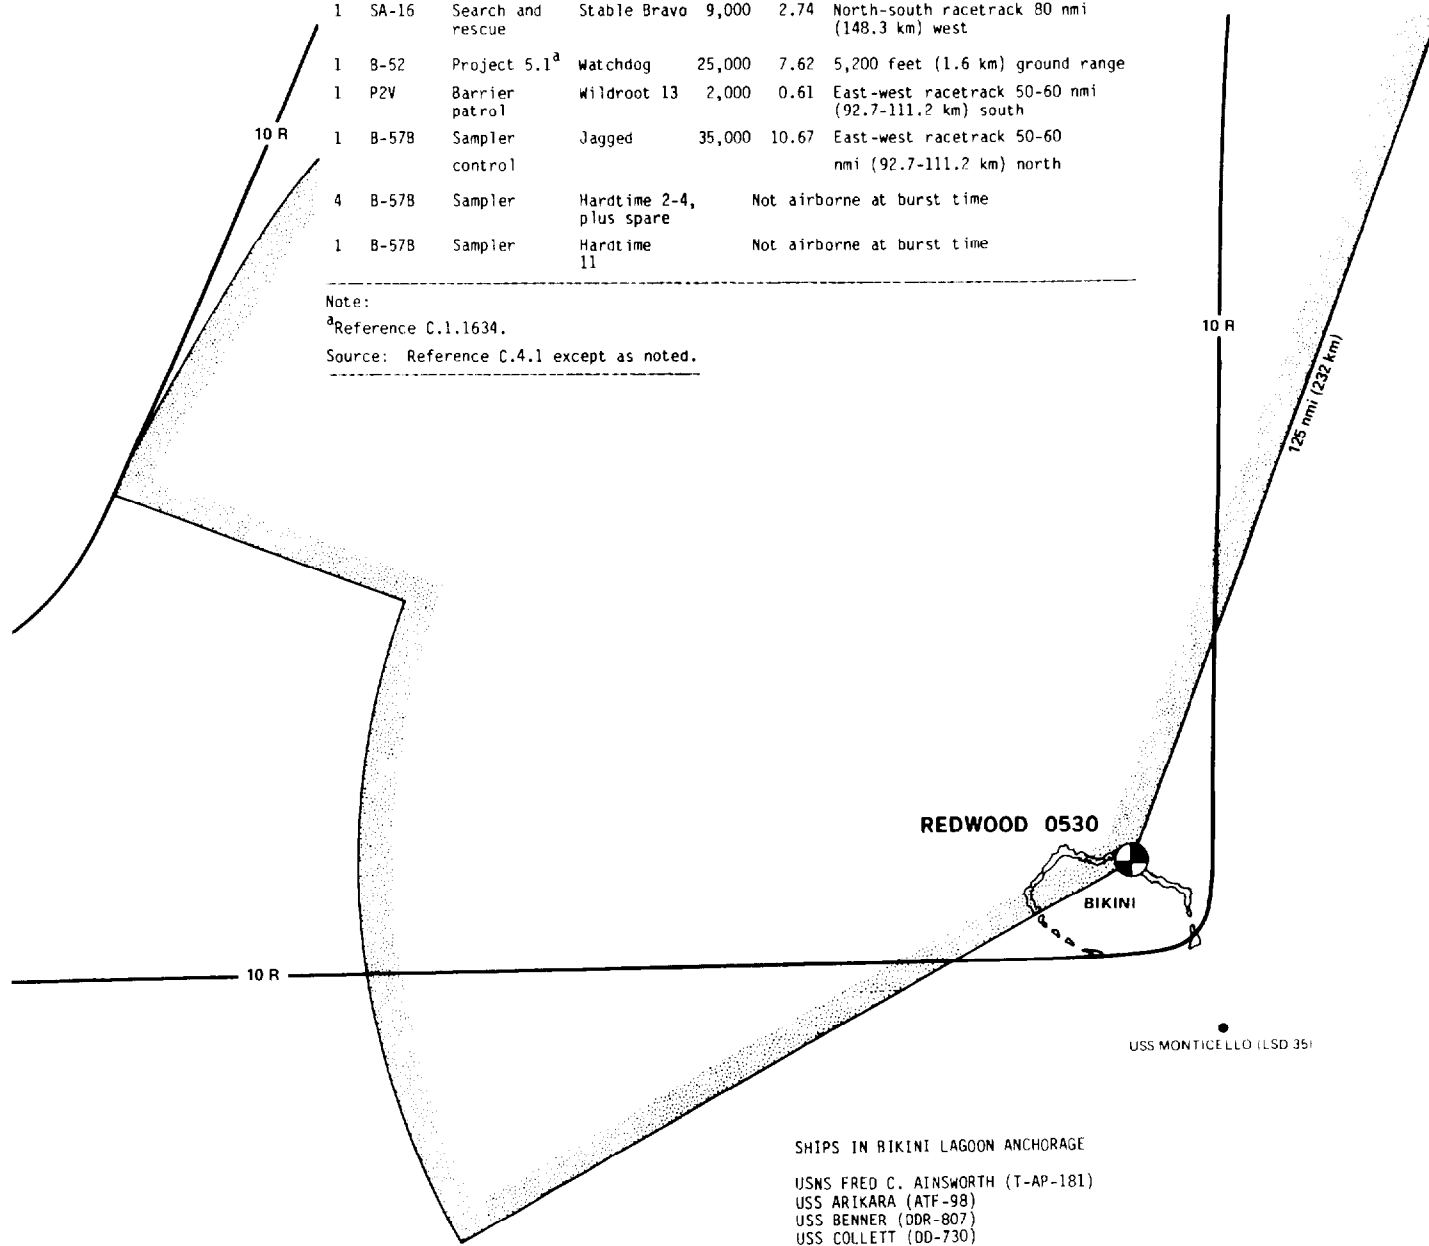 1 SA-16 Search and Stable Bravo 9,000 2.74 North-south racetrack 80 nmi
rescue (148.3 km) west
1 B-52 Project 5.1a Watchdog 25,000 7.62 5,200 feet (1.6 km) ground range
1 P2V Barrier Wildroot 13 2,000 0.61 East-west racetrack 50-60 nmi
patrol (92.7-111.2 km) south
1 B-57B Sampler Jagged 35,000 10.67 East-west racetrack 50-60
control nmi (92.7-111.2 km) north
4 B-57B Sampler Hardtime 2-4, Not airborne at burst time
plus spare
1 B-57B Sampler Hardtime Not airborne at burst time
11
Note:
aReference C.1.1634.
Source: Reference C.4.1 except as noted.
10 R
10 R
125 nmi (232 km)
REDWOOD 0530
BIKINI
10 R
USS MONTICELLO (LSD 35)
SHIPS IN BIKINI LAGOON ANCHORAGE
USNS FRED C. AINSWORTH (T-AP-181)
USS ARIKARA (ATF-98)
USS BENNER (DDR-807)
USS COLLETT (DD-730)